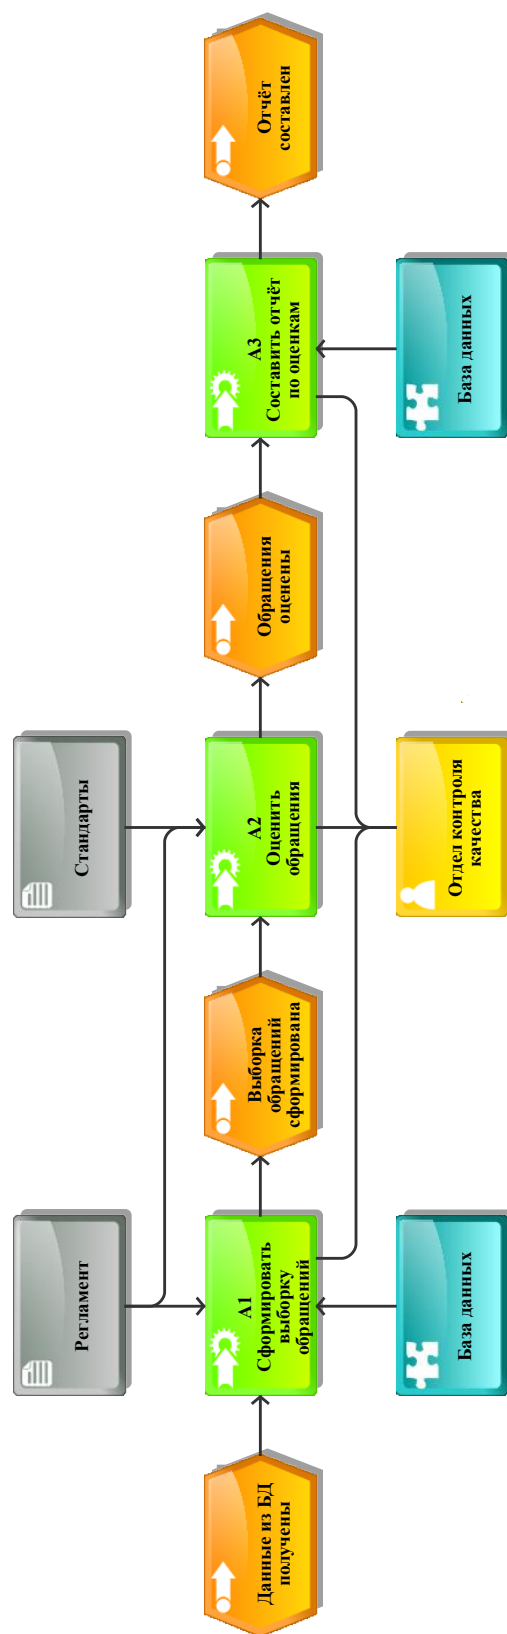 Регламент
Стандарты
Данные из БД
получены
A1
Сформировать
выборку
обращений
Выборка
обращений
сформирована
A2
Оценить
обращения
Обращения
оценены
A3
Составить отчёт
по оценкам
Отчёт
составлен
База данных
Отдел контроля
качества
База данных